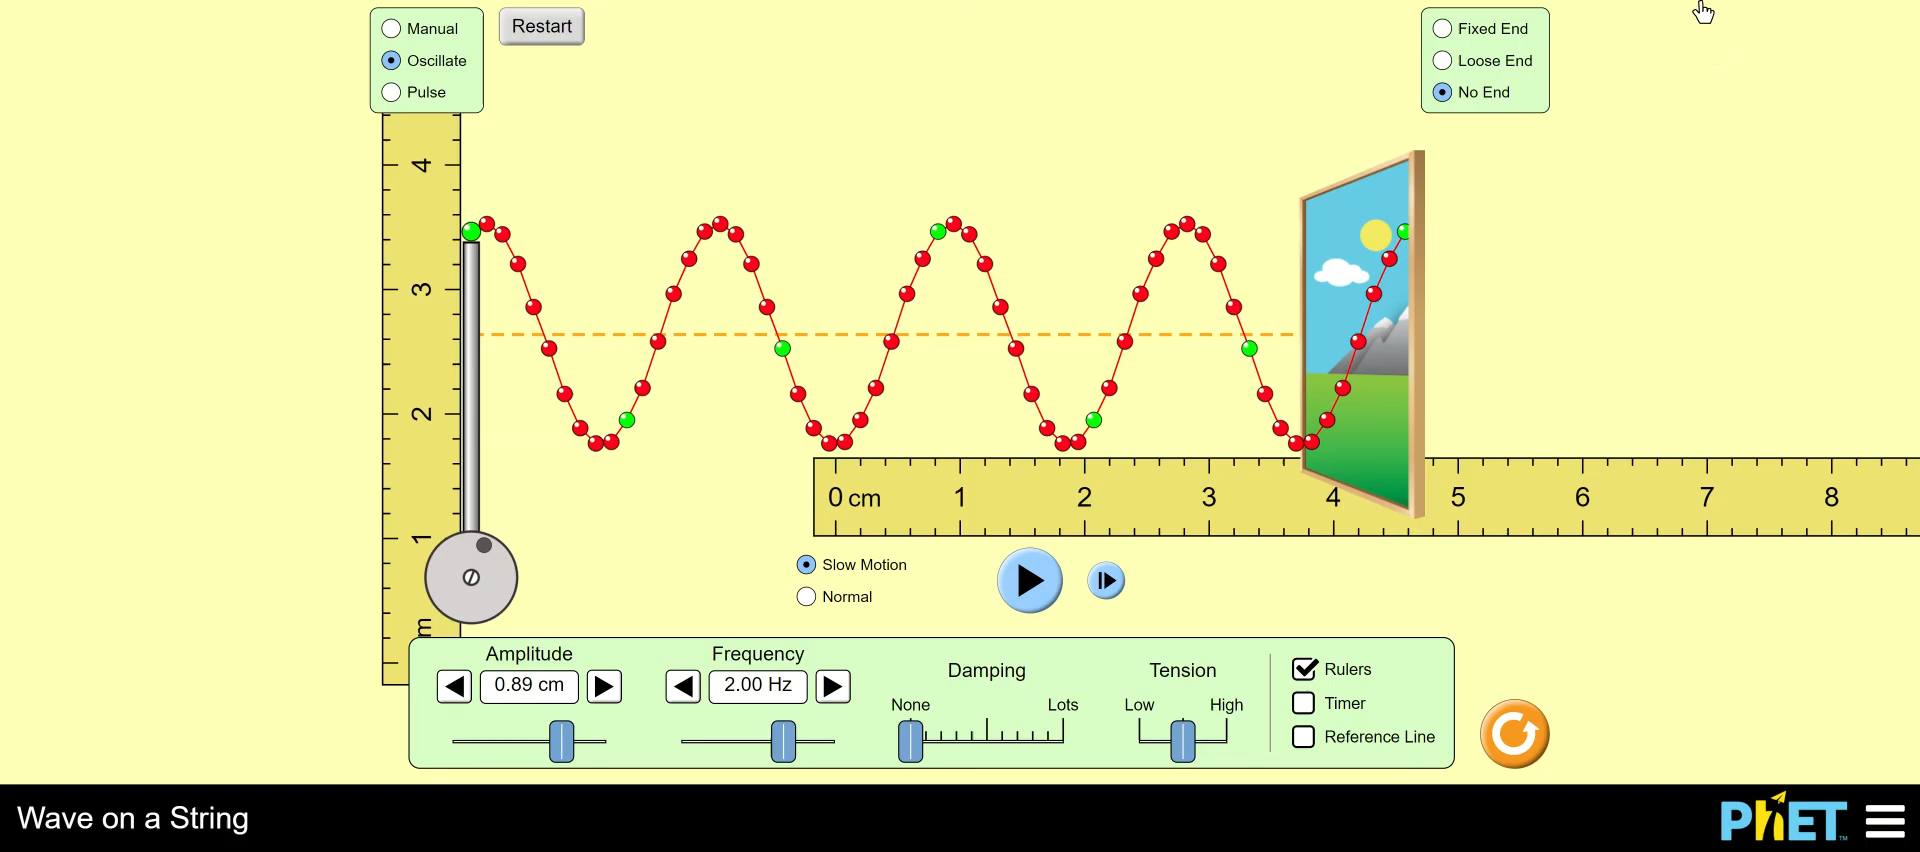 Manual
Oscillate
Pulse
Restart
Fixed End
Loose End
No End
4
3
2
1
0 cm 1 2 3 4 5 6 7 8
Slow Motion
Normal
Amplitude
0.89 cm
Frequency
2.00 Hz
Damping
None Lots
Tension
Low High
Rulers
Timer
Reference Line
Wave on a String
PhET